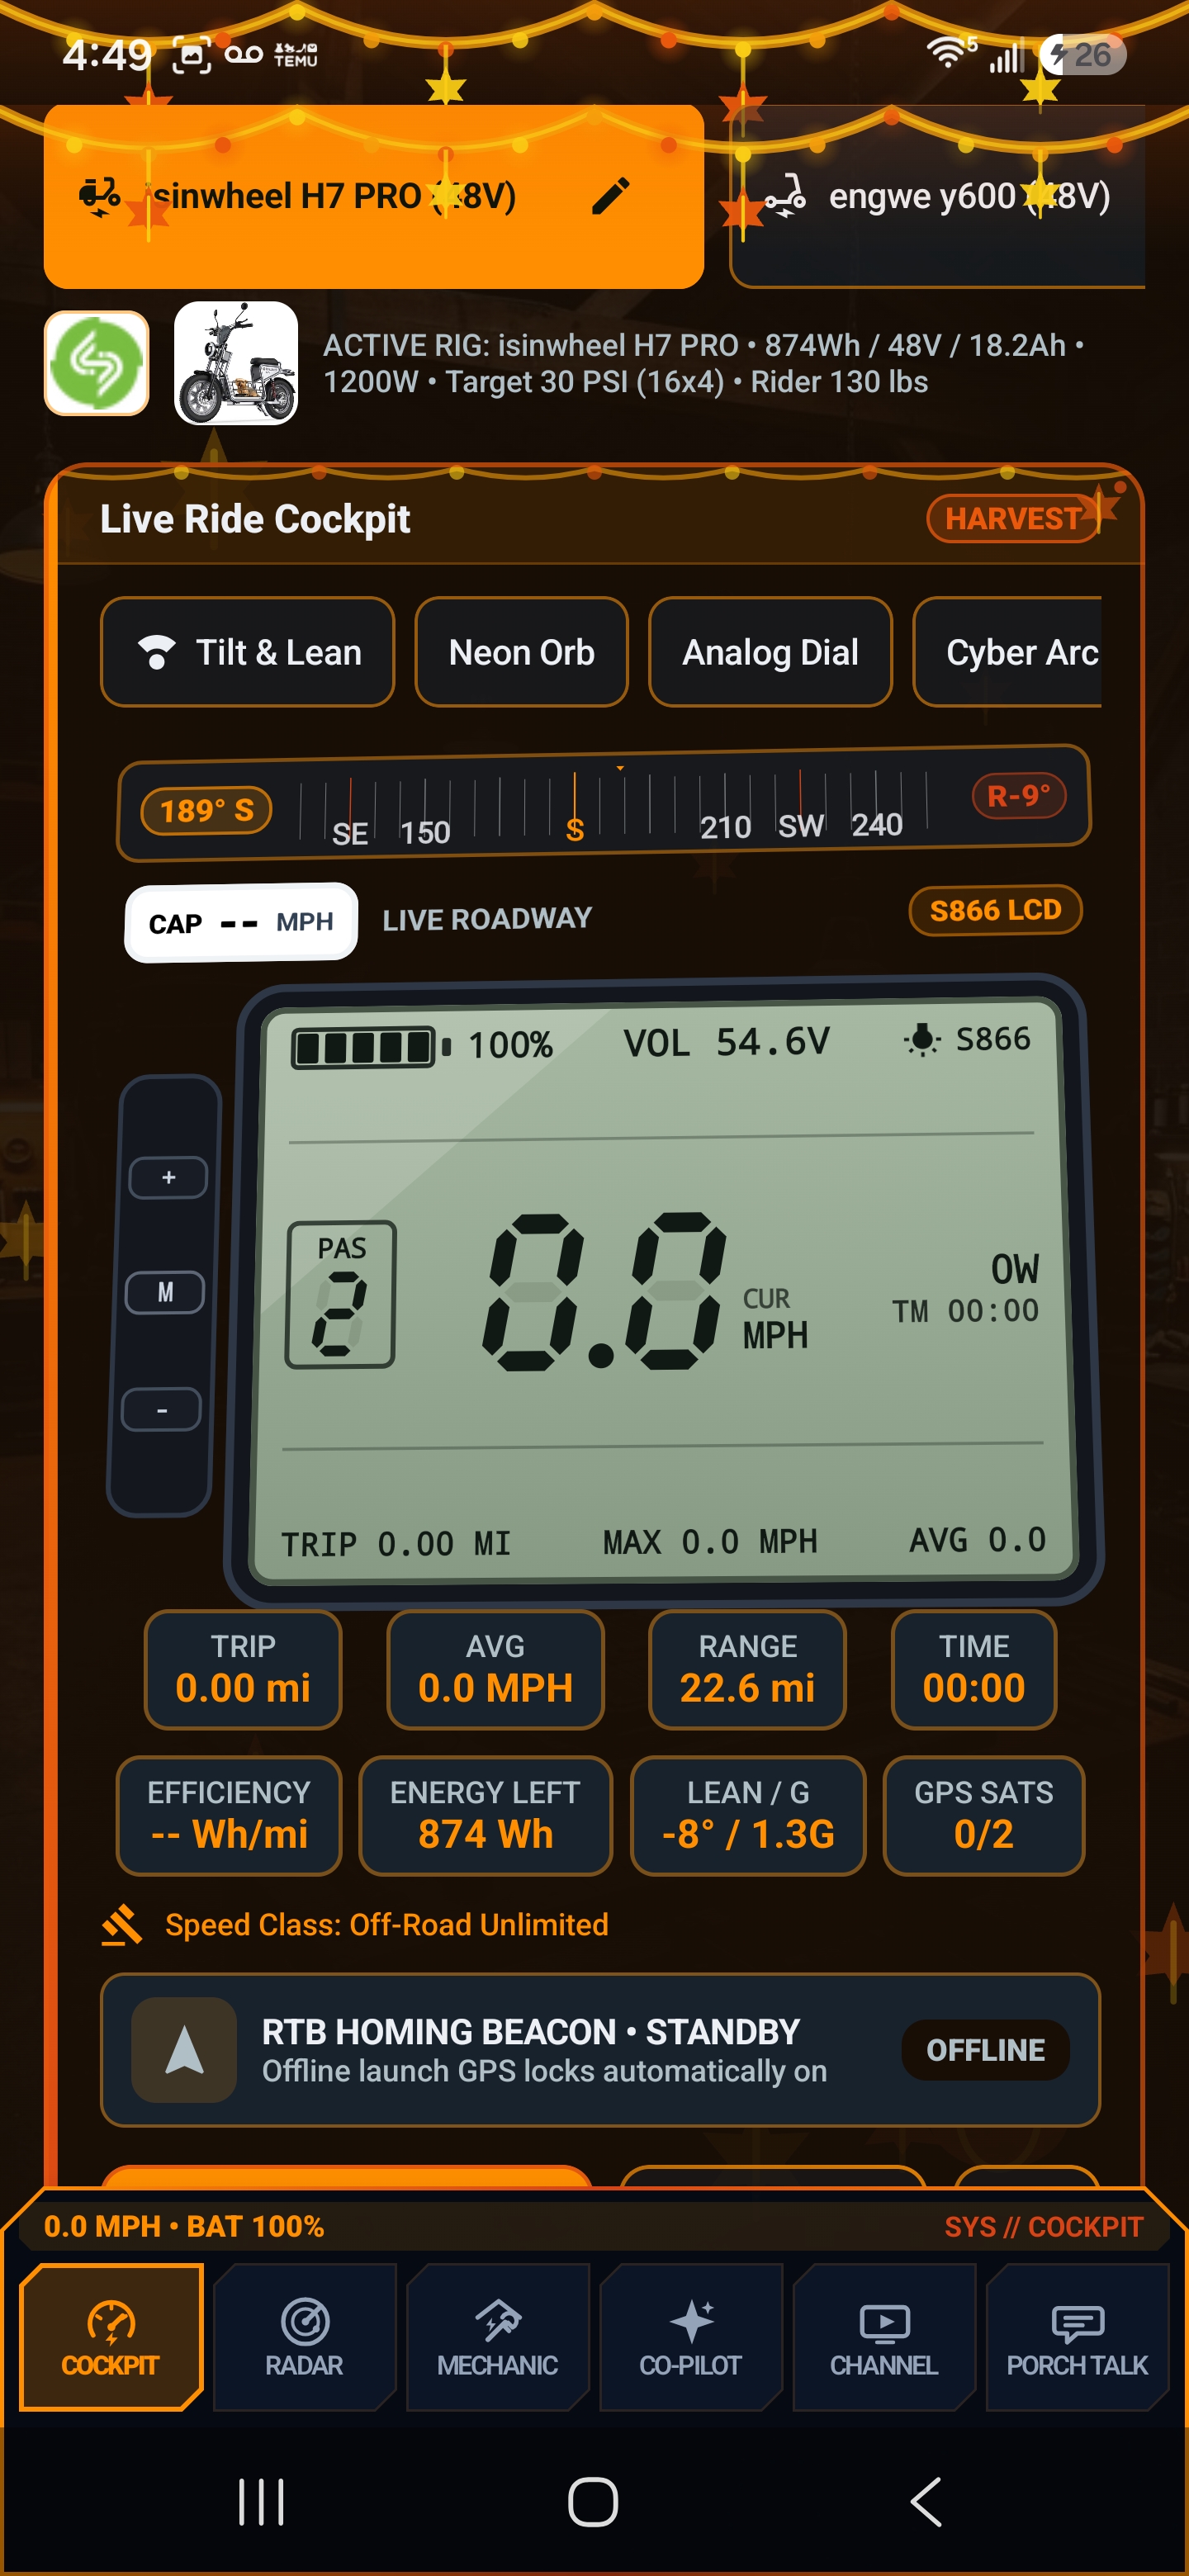 4:49
TEMU
5
26
isinwheel H7 PRO (48V)
engwe y600 (48V)
ACTIVE RIG: isinwheel H7 PRO • 874Wh / 48V / 18.2Ah •
1200W • Target 30 PSI (16x4) • Rider 130 lbs
Live Ride Cockpit
HARVEST
Tilt & Lean
Neon Orb
Analog Dial
Cyber Arc
189° S
SE 150 S 210 SW 240
R-9°
CAP -- MPH
LIVE ROADWAY
S866 LCD
100%
VOL 54.6V
S866
+
M
-
PAS
2
0.0
CUR
MPH
0W
TM 00:00
TRIP 0.00 MI
MAX 0.0 MPH
AVG 0.0
TRIP
0.00 mi
AVG
0.0 MPH
RANGE
22.6 mi
TIME
00:00
EFFICIENCY
-- Wh/mi
ENERGY LEFT
874 Wh
LEAN / G
-8° / 1.3G
GPS SATS
0/2
Speed Class: Off-Road Unlimited
RTB HOMING BEACON • STANDBY
Offline launch GPS locks automatically on
OFFLINE
0.0 MPH • BAT 100%
SYS // COCKPIT
COCKPIT
RADAR
MECHANIC
CO-PILOT
CHANNEL
PORCH TALK